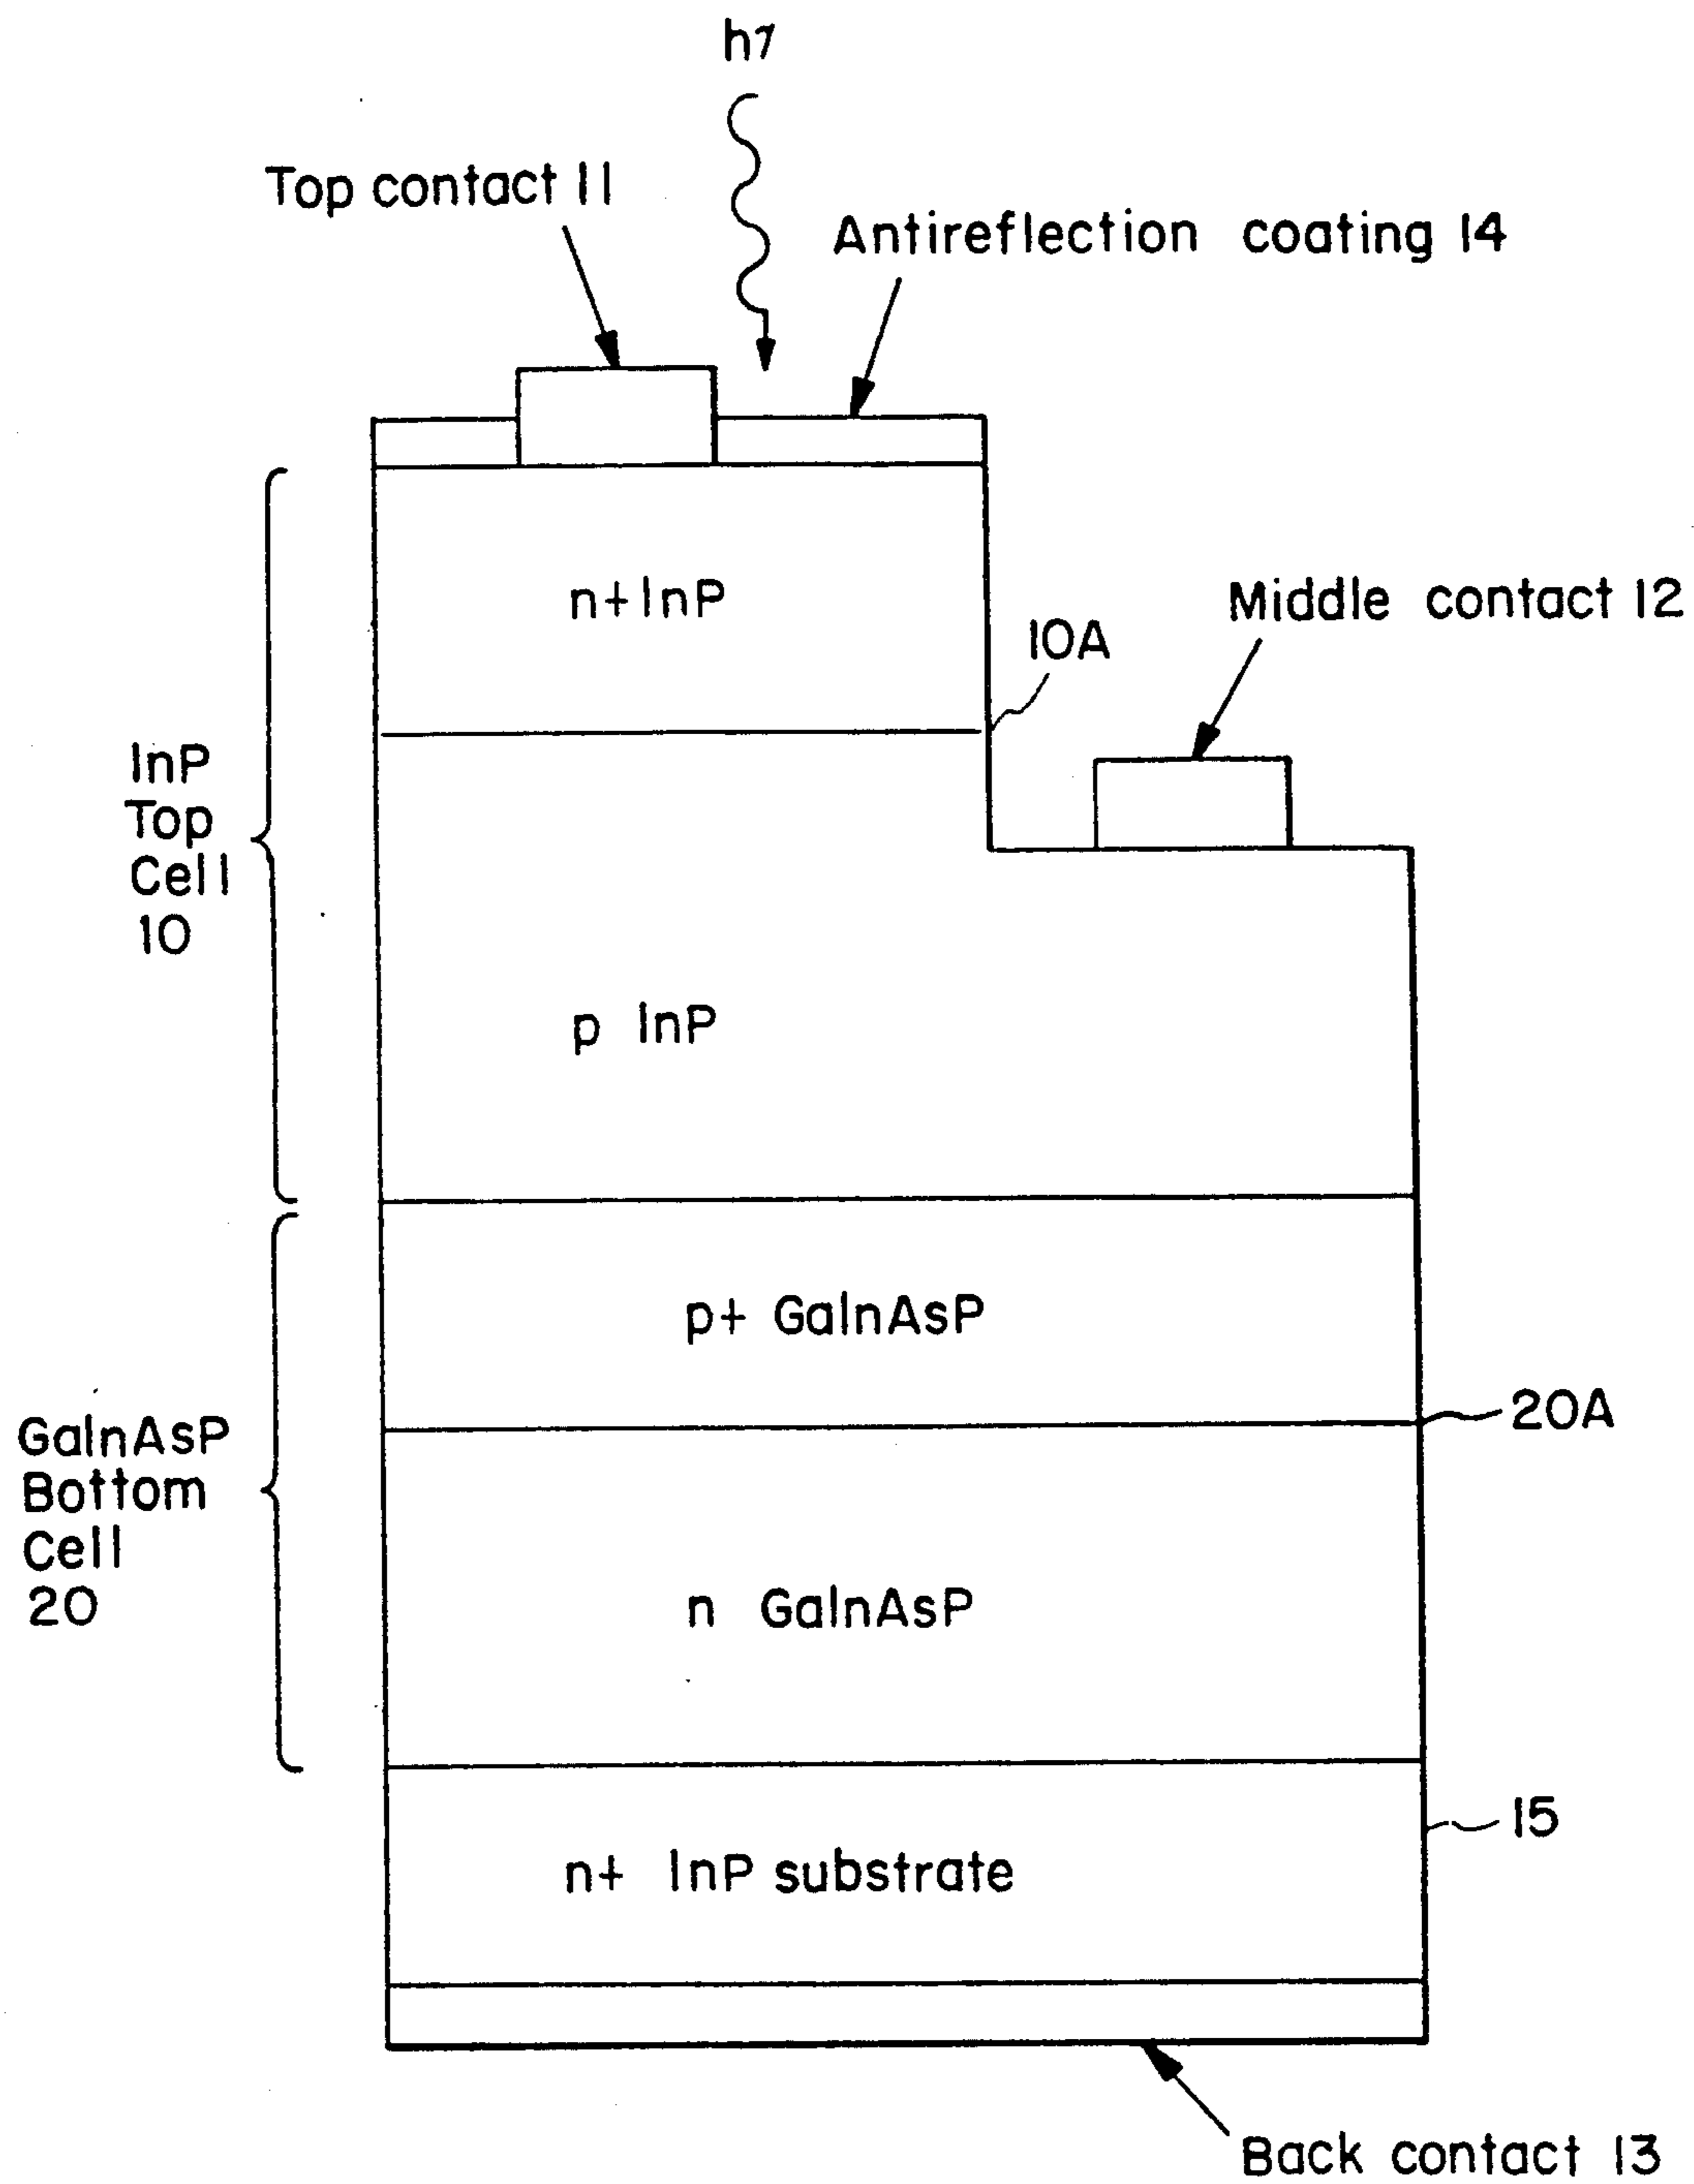 hγ
Top contact 11
Antireflection coating 14
n+InP
10A
Middle contact 12
InP
Top
Cell
10
p InP
p+ GaInAsP
20A
GaInAsP
Bottom
Cell
20
n GaInAsP
15
n+ InP substrate
Back contact 13